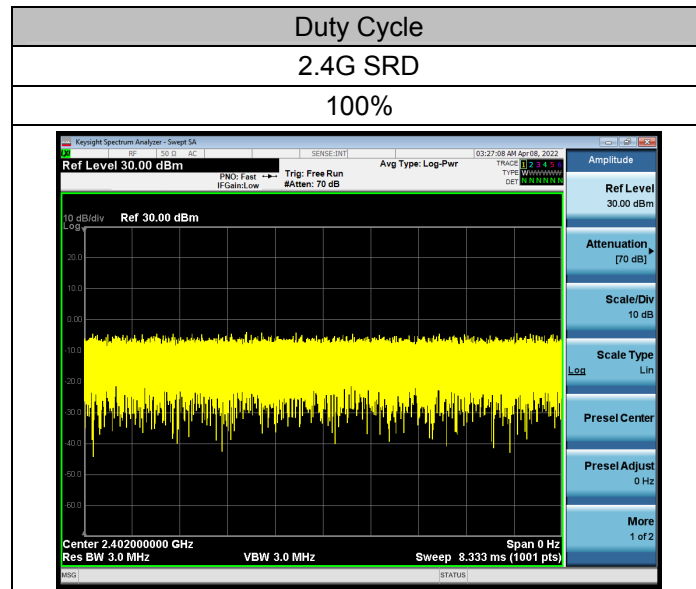 Duty Cycle
2.4G SRD
100%
Keysight Spectrum Analyzer - Swept SA
RF 50 Ω AC SENSE:INT 03:27:08 AM Apr 08, 2022
Ref Level 30.00 dBm Avg Type: Log-Pwr TRACE 1 2 3 4 5 6
PNO: Fast Trig: Free Run TYPE WWWWWW
IFGain:Low #Atten: 70 dB DET N N N N N N
10 dB/div Ref 30.00 dBm
Log
20.0
10.0
0.00
-10.0
-20.0
-30.0
-40.0
-50.0
-60.0
Center 2.402000000 GHz Span 0 Hz
Res BW 3.0 MHz VBW 3.0 MHz Sweep 8.333 ms (1001 pts)
MSG STATUS
Amplitude
Ref Level
30.00 dBm
Attenuation
[70 dB]
Scale/Div
10 dB
Scale Type
Log Lin
Presel Center
Presel Adjust
0 Hz
More
1 of 2